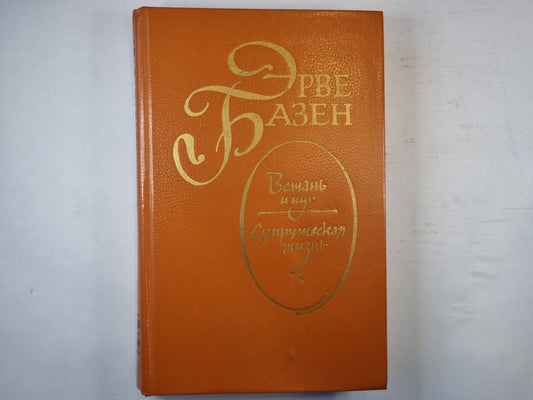 ЭРВЕ
БАЗЕН
Встань
и иди
Супружеская
жизнь